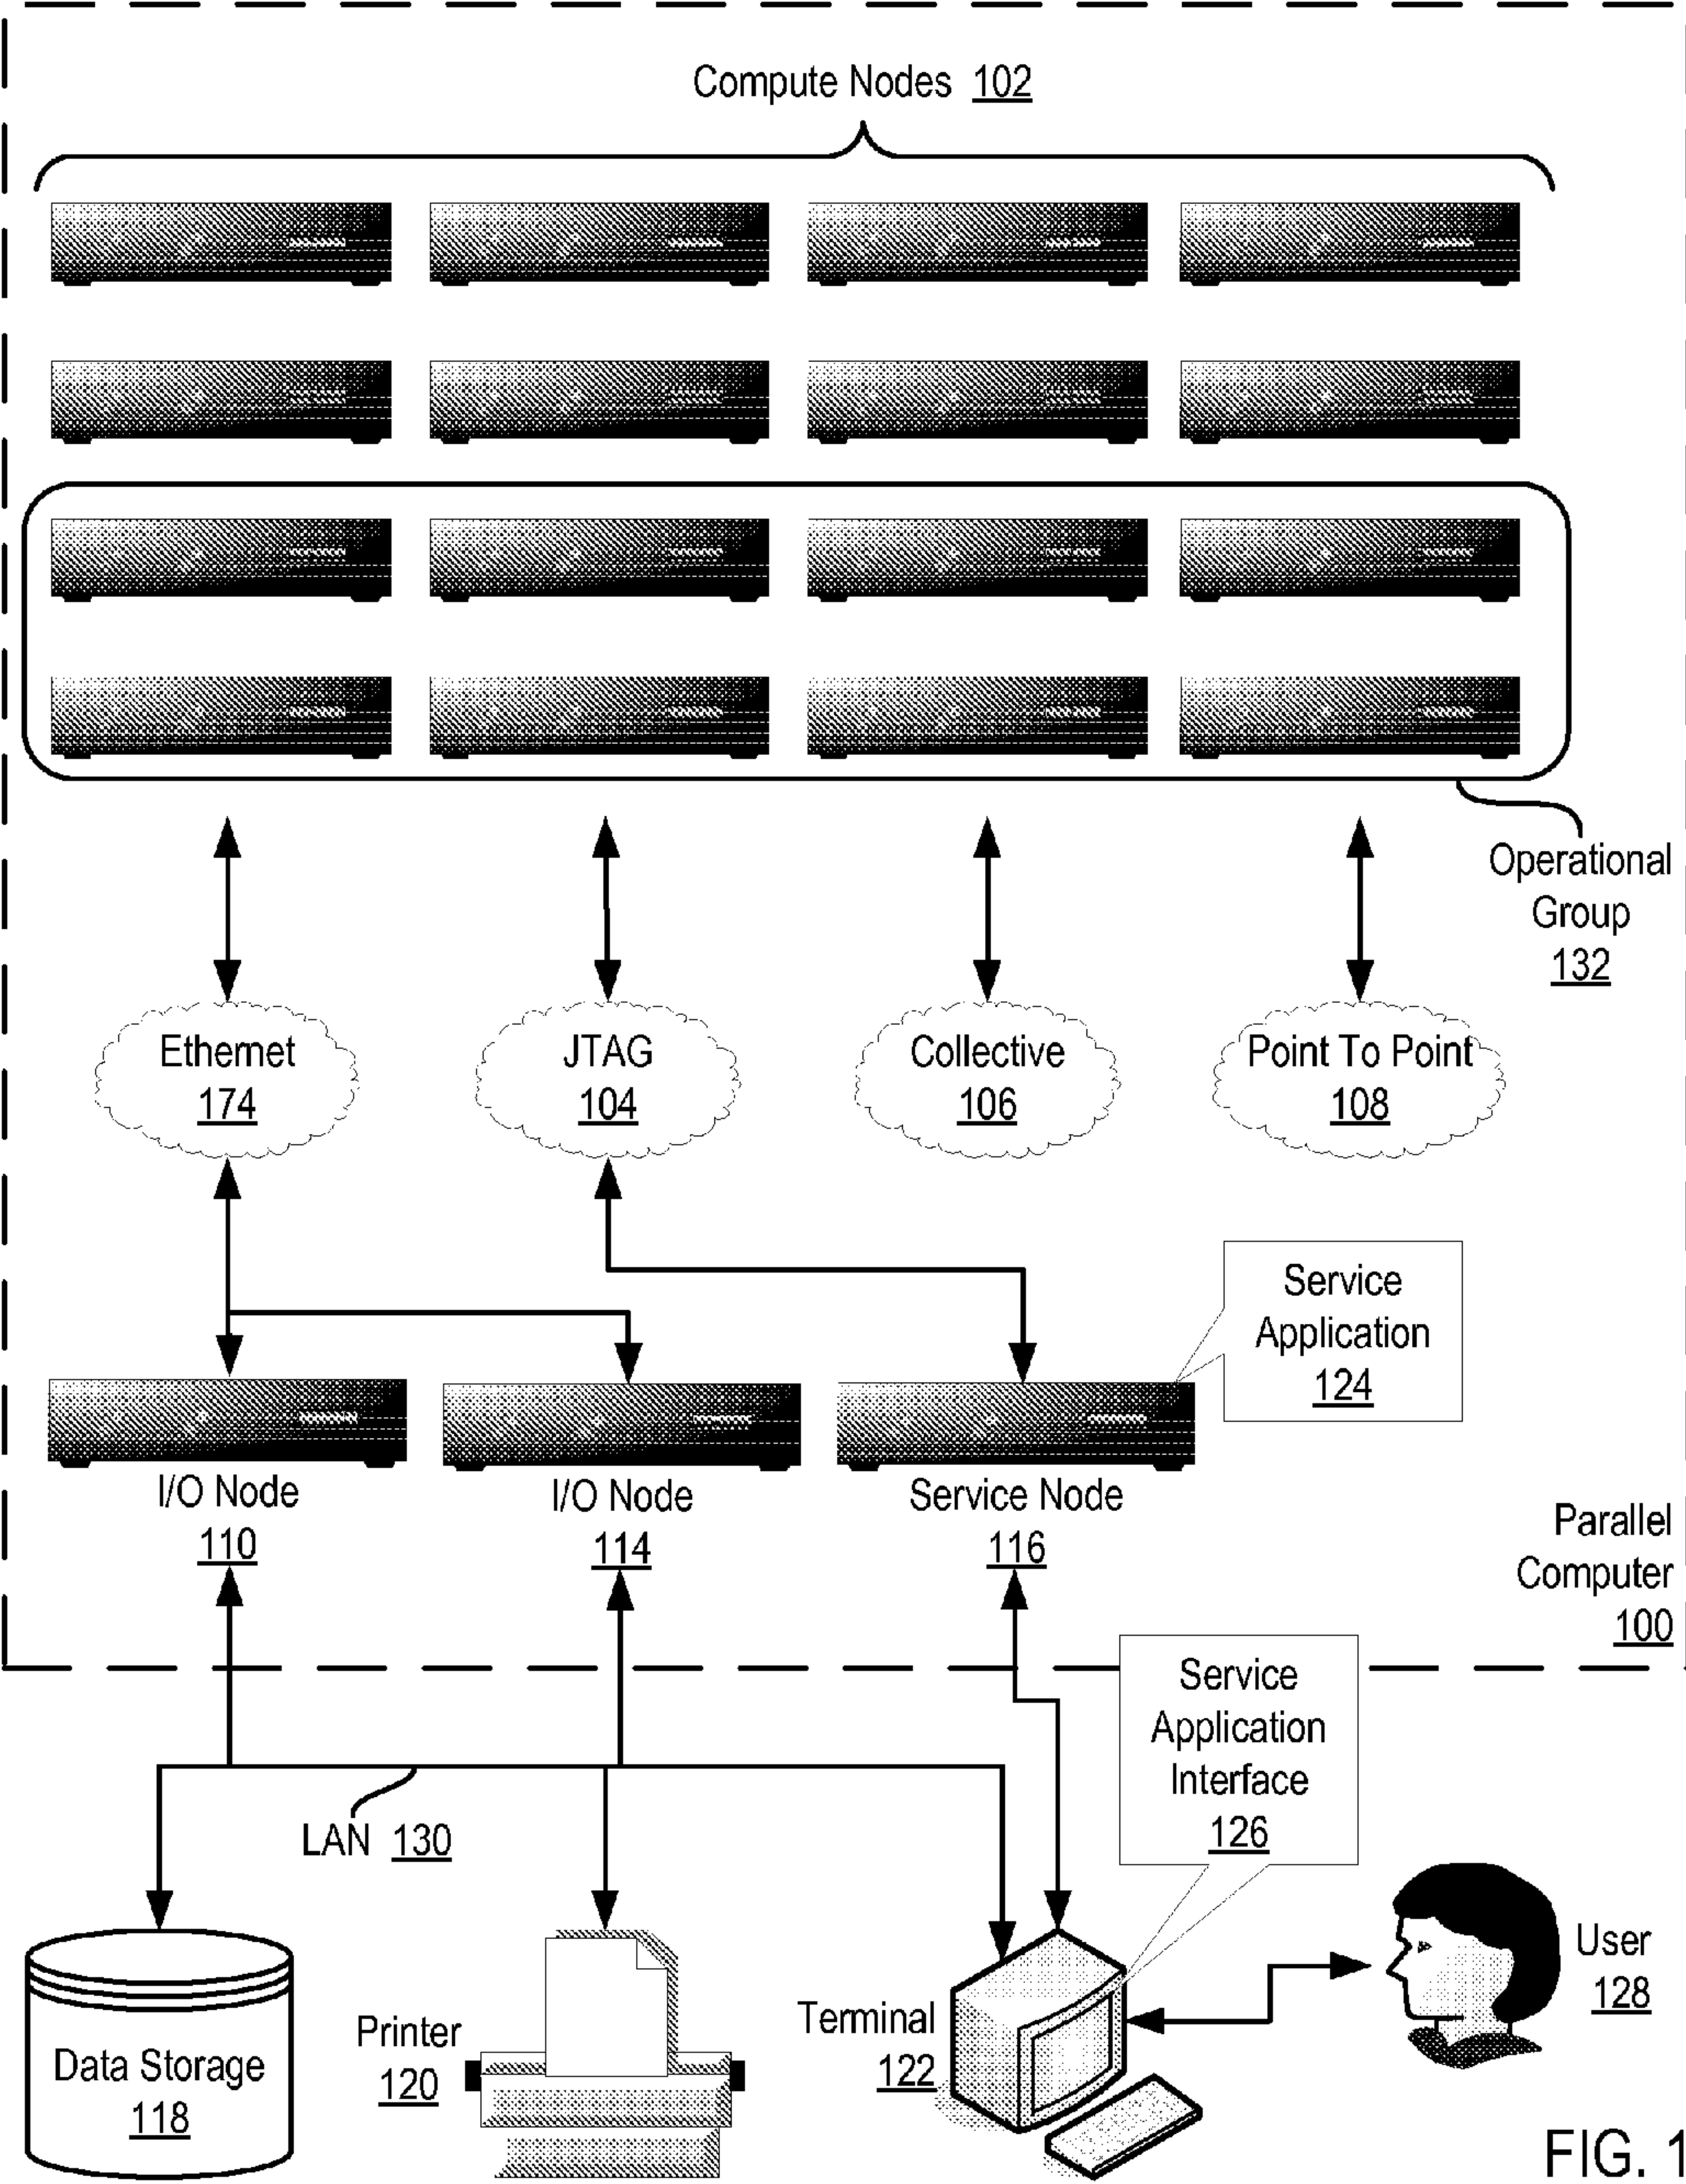 Compute Nodes 102
Operational
Group
132
Ethernet
174
JTAG
104
Collective
106
Point To Point
108
Service
Application
124
I/O Node
110
I/O Node
114
Service Node
116
Parallel
Computer
100
Service
Application
Interface
126
LAN 130
Data Storage
118
Printer
120
Terminal
122
User
128
FIG. 1